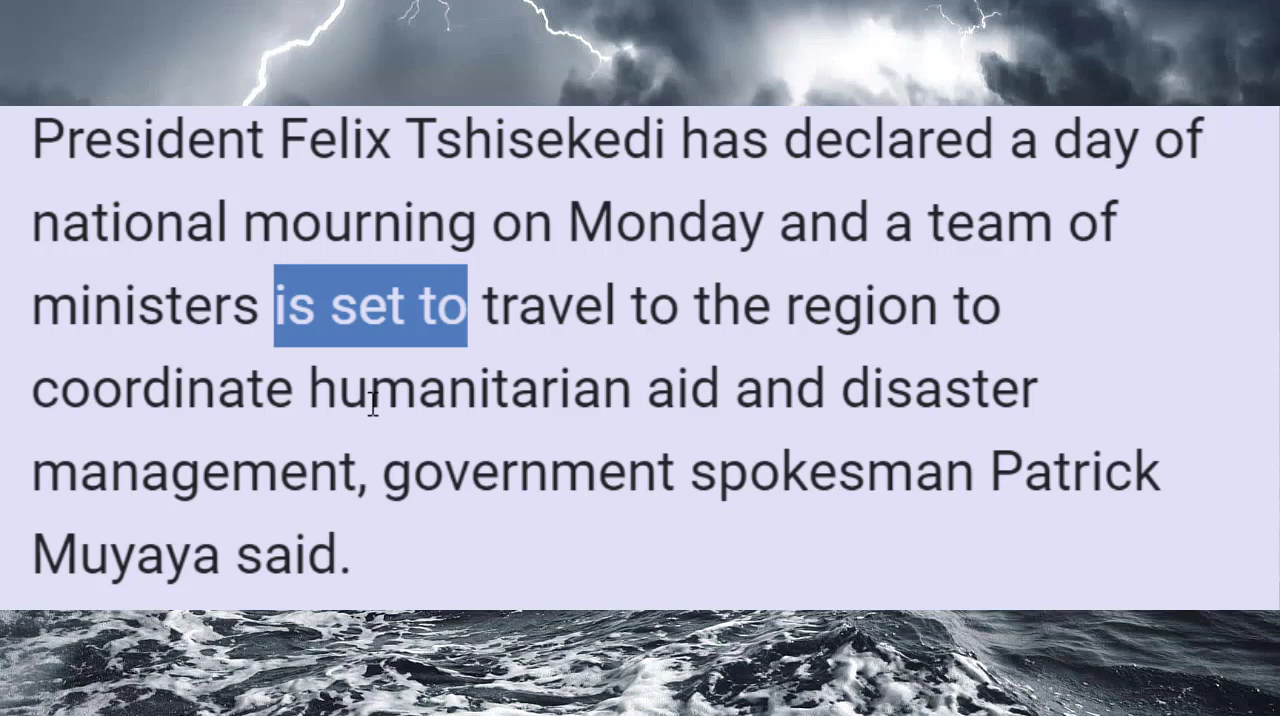 President Felix Tshisekedi has declared a day of
national mourning on Monday and a team of
ministers is set to travel to the region to
coordinate humanitarian aid and disaster
management, government spokesman Patrick
Muyaya said.